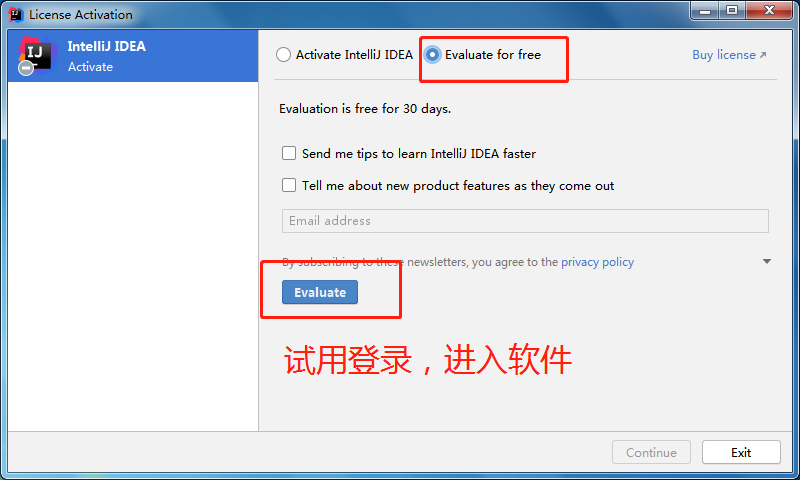 License Activation
IntelliJ IDEA
Activate
Activate IntelliJ IDEA Evaluate for free Buy license
Evaluation is free for 30 days.
Send me tips to learn IntelliJ IDEA faster
Tell me about new product features as they come out
Email address
By subscribing to these newsletters, you agree to the privacy policy
Evaluate
试用登录，进入软件
Continue Exit